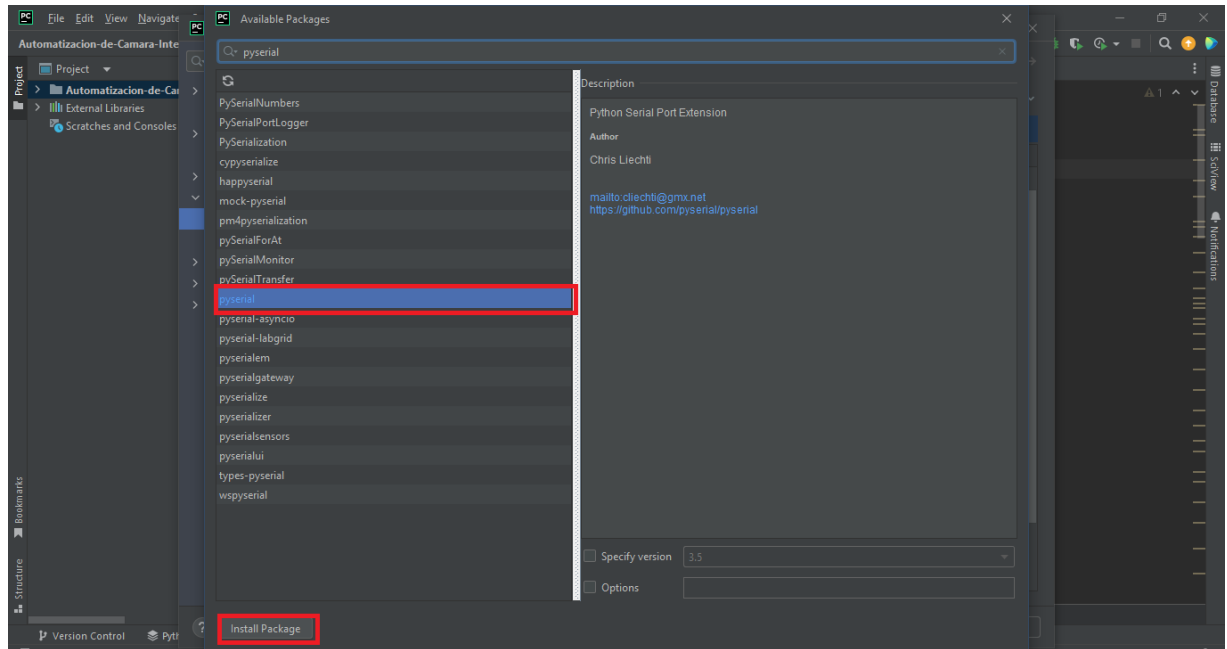 PC File Edit View Navigate
PC Available Packages
Automatizacion-de-Camara-Inte
PC
pyserial
Project
Project
Automatizacion-de-Ca
External Libraries
Scratches and Consoles
PySerialNumbers
PySerialPortLogger
PySerialization
cypyserialize
happyserial
mock-pyserial
pm4pyserialization
pySerialForAt
pySerialMonitor
pySerialTransfer
pyserial
pyserial-asyncio
pyserial-labgrid
pyserialem
pyserialgateway
pyserialize
pyserializer
pyserialsensors
pyserialui
types-pyserial
wspyserial
Description
Python Serial Port Extension
Author
Chris Liechti
mailto:cliechti@gmx.net
https://github.com/pyserial/pyserial
Specify version 3.5
Options
Install Package
?
1
Database
SciView
Notifications
Bookmarks
Structure
Version Control Pyth